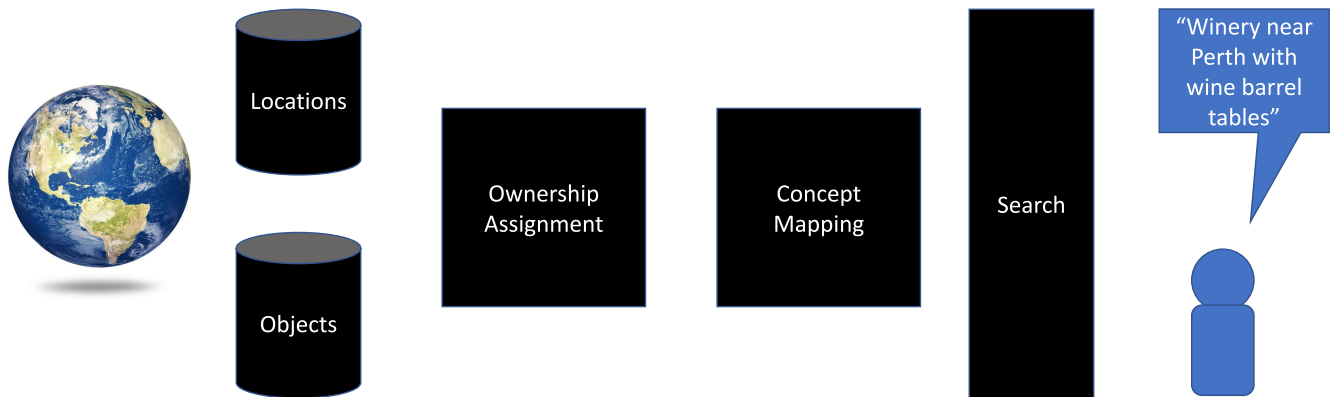 Locations
Objects
Ownership
Assignment
Concept
Mapping
Search
“Winery near
Perth with
wine barrel
tables”